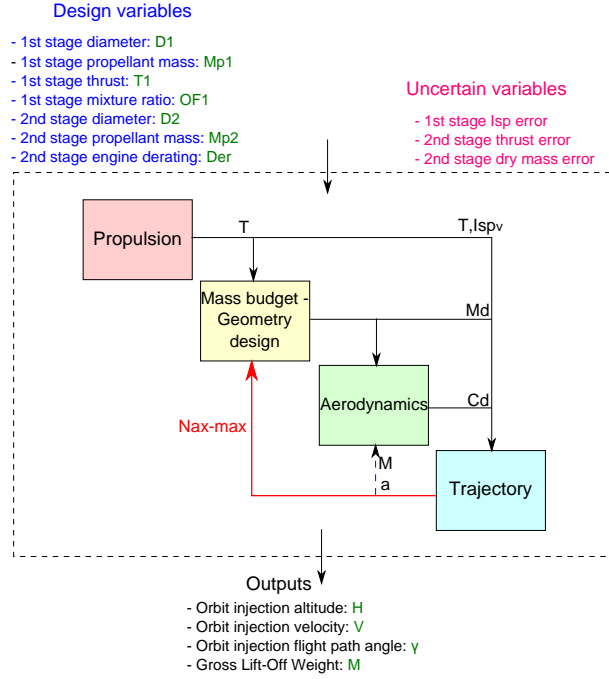 Design variables
- 1st stage diameter: D1
- 1st stage propellant mass: Mp1
- 1st stage thrust: T1
- 1st stage mixture ratio: OF1
- 2nd stage diameter: D2
- 2nd stage propellant mass: Mp2
- 2nd stage engine derating: Der
Uncertain variables
- 1st stage Isp error
- 2nd stage thrust error
- 2nd stage dry mass error
Propulsion
T
T,Ispv
Mass budget -
Geometry
design
Md
Aerodynamics
Cd
Nax-max
M
a
Trajectory
Outputs
- Orbit injection altitude: H
- Orbit injection velocity: V
- Orbit injection flight path angle: γ
- Gross Lift-Off Weight: M